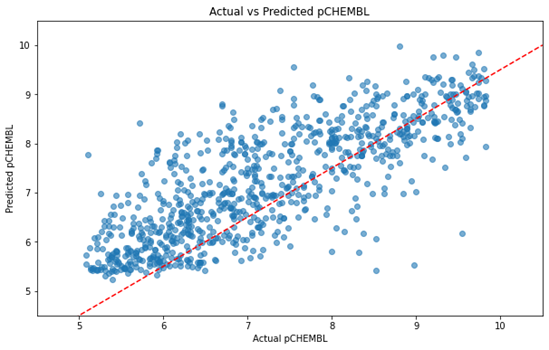 Actual vs Predicted pCHEMBL
Predicted pCHEMBL
10
9
8
7
6
5
5 6 7 8 9 10
Actual pCHEMBL